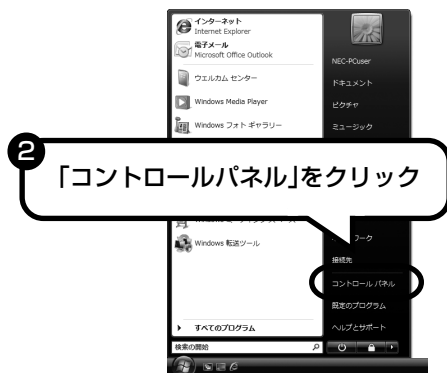 インターネット
Internet Explorer
電子メール
Microsoft Office Outlook
ウエルカム センター
Windows Media Player
Windows フォト ギャラリー
NEC-PCuser
ドキュメント
ピクチャ
ミュージック
2
「コントロールパネル」をクリック
Windows 転送ツール
ワーク
接続先
コントロール パネル
既定のプログラム
ヘルプとサポート
すべてのプログラム
検索の開始